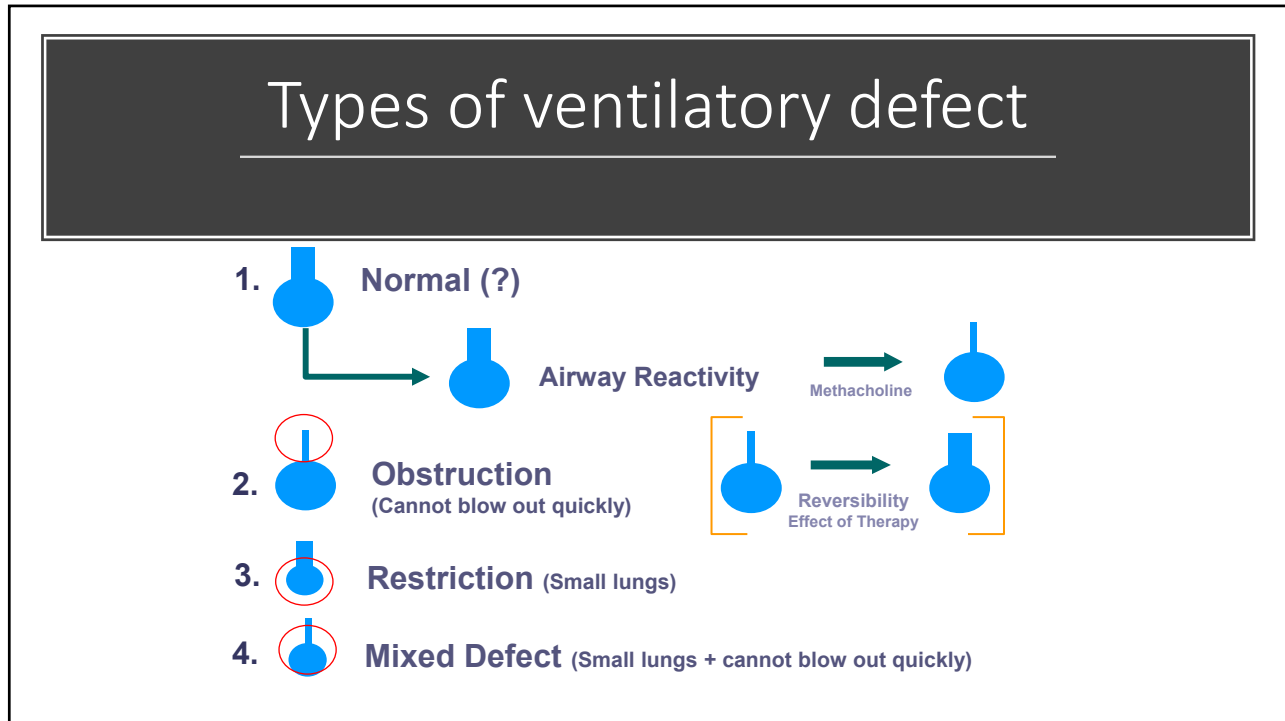 Types of ventilatory defect
1. Normal (?)
Airway Reactivity
Methacholine
2. Obstruction
(Cannot blow out quickly)
Reversibility
Effect of Therapy
3. Restriction (Small lungs)
4. Mixed Defect (Small lungs + cannot blow out quickly)